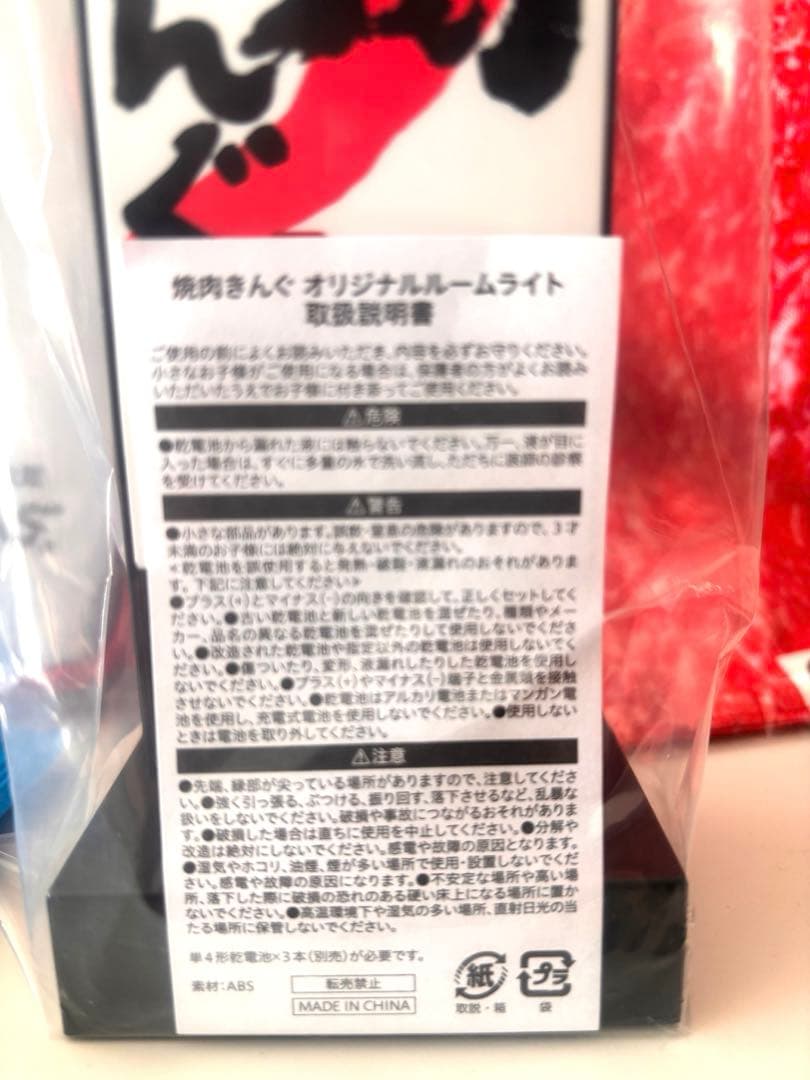 んぐ
焼肉きんぐ オリジナルルームライト
取扱説明書
ご使用の前によくお読みいただき、内容を必ずお守りください。
小さなお子様がご使用になる場合は、保護者の方がよくお読み
いただいたうえでお子様に付き添ってご使用ください。
⚠危険
●乾電池から漏れた液には触らないでください。万一、液が目に
入った場合は、すぐに多量の水で洗い流し、ただちに医師の診察
を受けてください。
⚠警告
●小さな部品があります。誤飲・窒息の危険がありますので、3才
未満のお子様には絶対に与えないでください。
<乾電池を誤使用すると発熱・破裂・液漏れのおそれがありま
す。下記に注意してください>
●プラス(+)とマイナス(-)の向きを確認して、正しくセットしてく
ださい。●古い乾電池と新しい乾電池を混ぜたり、種類やメー
カー、品名の異なる乾電池を混ぜたりして使用しないでくださ
い。●改造された乾電池や指定以外の乾電池は使用しないでく
ださい。●傷ついたり、変形、液漏れしたりした乾電池を使用し
ないでください。●プラス(+)やマイナス(-)端子と金属類を接触
させないでください。●乾電池はアルカリ電池またはマンガン電
池を使用し、充電式電池を使用しないでください。●使用しない
ときは電池を取り外してください。
⚠注意
●先端、縁部が尖っている場所がありますので、注意してくださ
い。●強く引っ張る、ぶつける、振り回す、落下させるなど、乱暴な
扱いをしないでください。破損や事故につながるおそれがありま
す。●破損した場合は直ちに使用を中止してください。●分解や
改造は絶対にしないでください。感電や故障の原因となります。
●湿気やホコリ、油煙、煙が多い場所で使用・設置しないでくだ
さい。感電や故障の原因になります。●不安定な場所や高い場
所、落下した際に破損の恐れのある硬い床上になる場所に置か
ないでください。●高温環境下や湿気の多い場所、直射日光の当
たる場所に保管しないでください。
単4形乾電池×3本(別売)が必要です。
素材:ABS
転売禁止
MADE IN CHINA
紙
取説・箱
プラ
袋